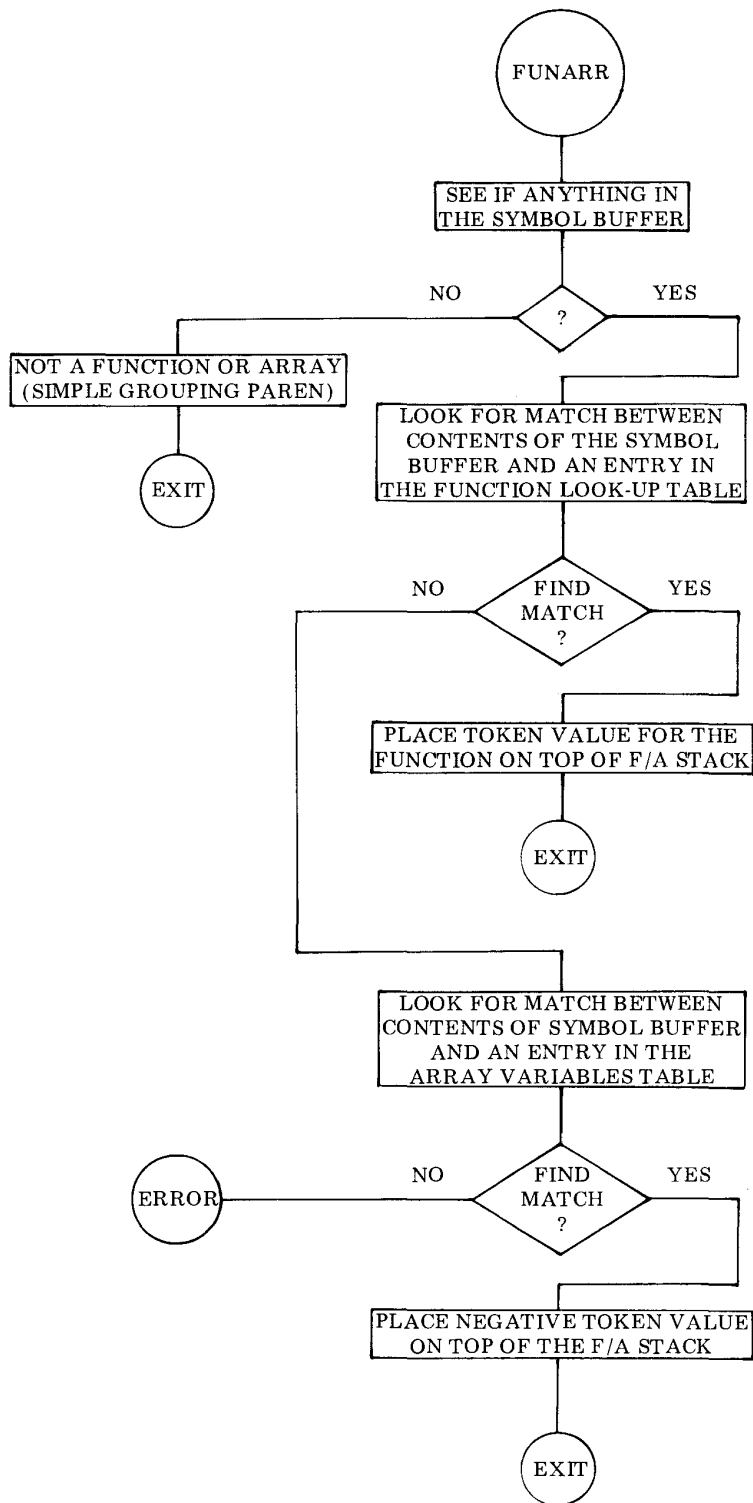 FUNARR
SEE IF ANYTHING IN
THE SYMBOL BUFFER
NO
YES
?
NOT A FUNCTION OR ARRAY
(SIMPLE GROUPING PAREN)
EXIT
LOOK FOR MATCH BETWEEN
CONTENTS OF THE SYMBOL
BUFFER AND AN ENTRY IN
THE FUNCTION LOOK-UP TABLE
NO
FIND
MATCH
?
YES
PLACE TOKEN VALUE FOR THE
FUNCTION ON TOP OF F/A STACK
EXIT
LOOK FOR MATCH BETWEEN
CONTENTS OF SYMBOL BUFFER
AND AN ENTRY IN THE
ARRAY VARIABLES TABLE
ERROR
NO
FIND
MATCH
?
YES
PLACE NEGATIVE TOKEN VALUE
ON TOP OF THE F/A STACK
EXIT